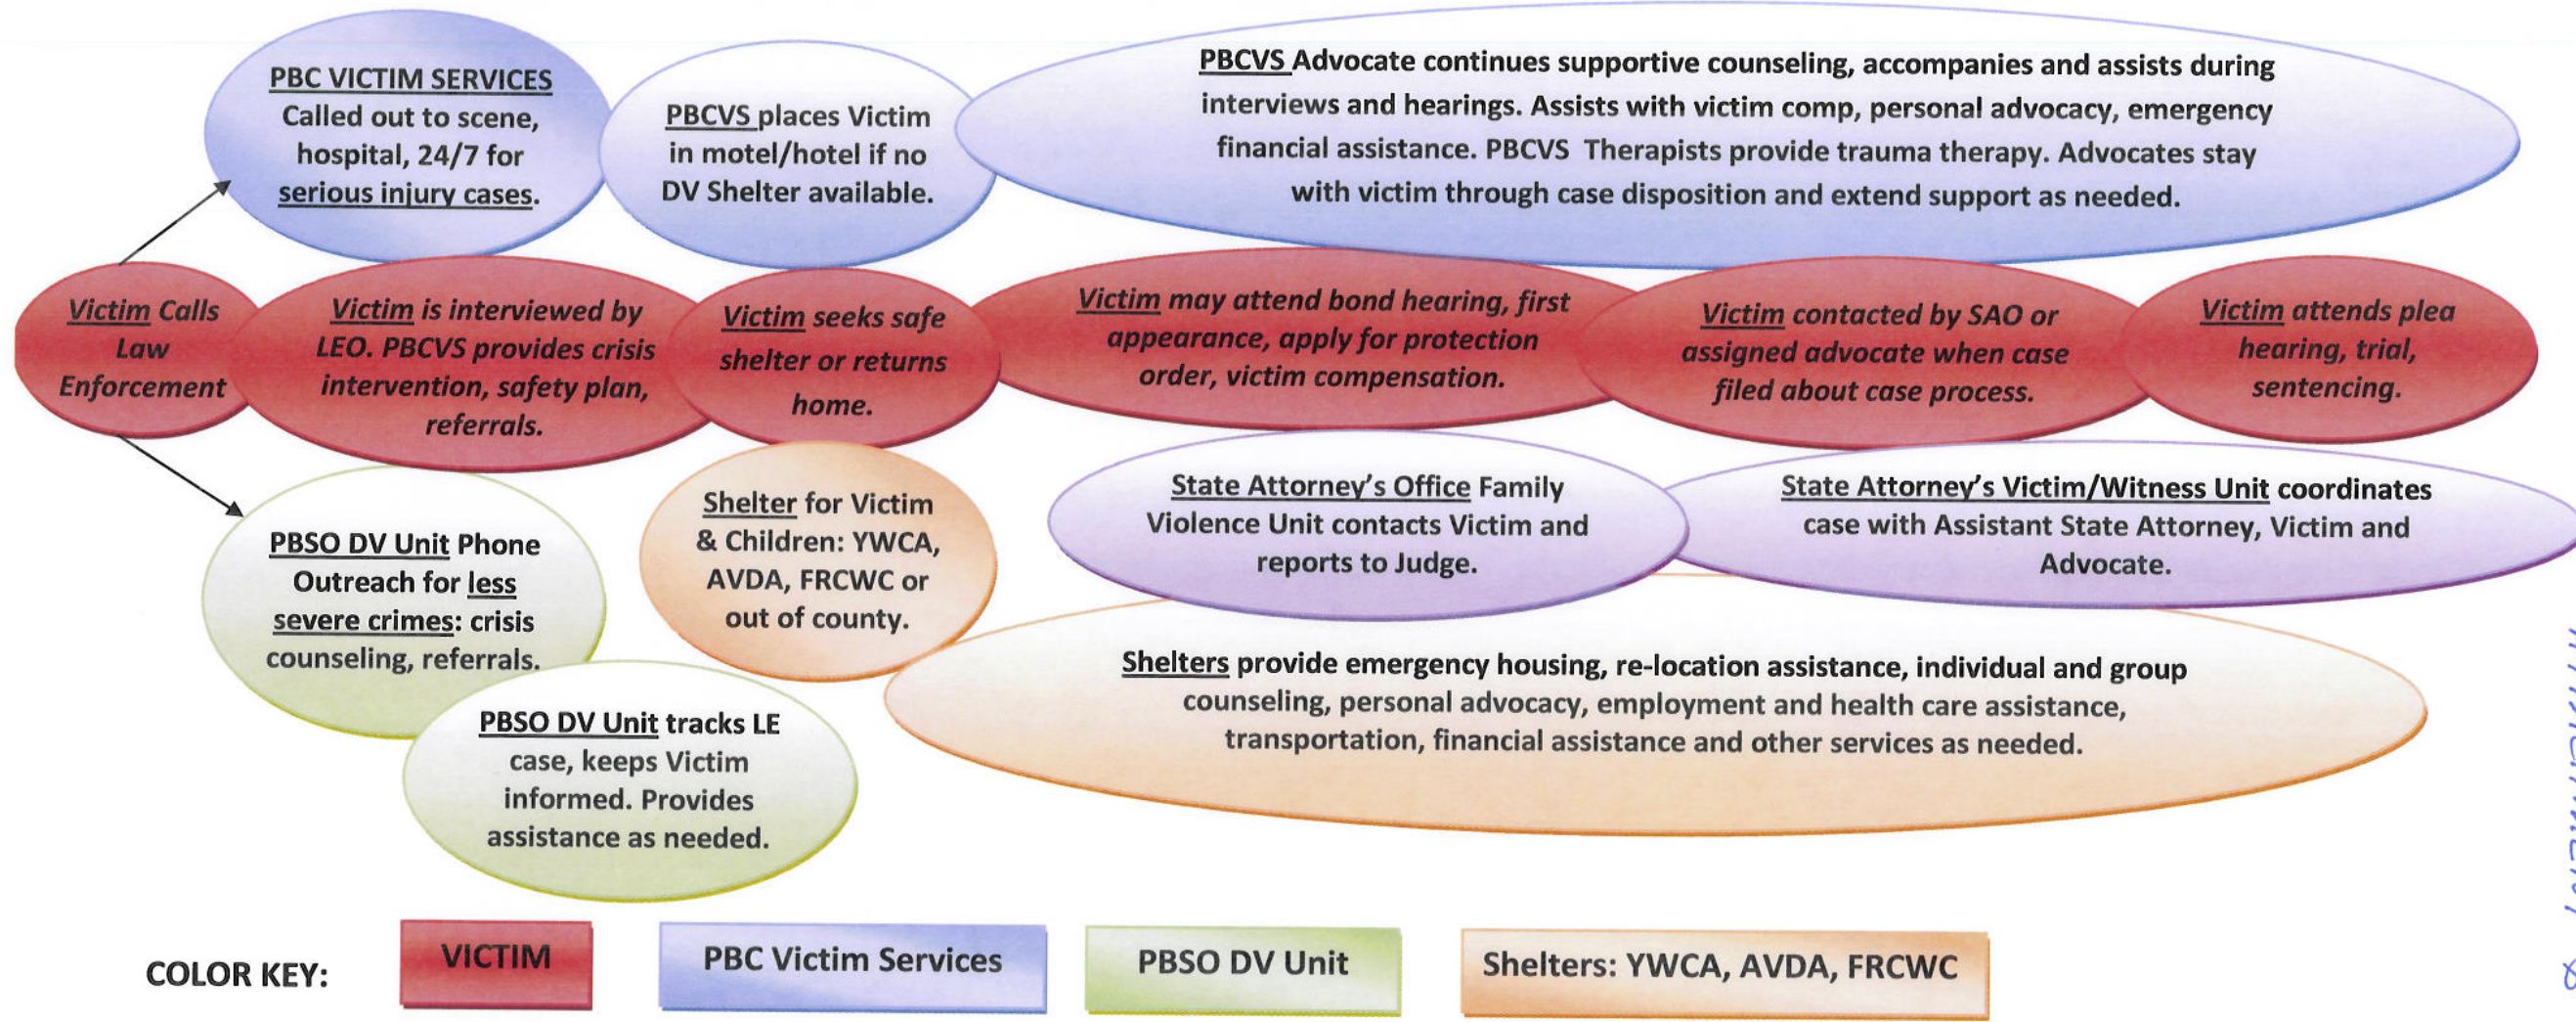 PBC VICTIM SERVICES
Called out to scene,
hospital, 24/7 for
serious injury cases.
PBCVS places Victim
in motel/hotel if no
DV Shelter available.
PBCVS Advocate continues supportive counseling, accompanies and assists during
interviews and hearings. Assists with victim comp, personal advocacy, emergency
financial assistance. PBCVS Therapists provide trauma therapy. Advocates stay
with victim through case disposition and extend support as needed.
Victim Calls
Law
Enforcement
Victim is interviewed by
LEO. PBCVS provides crisis
intervention, safety plan,
referrals.
Victim seeks safe
shelter or returns
home.
Victim may attend bond hearing, first
appearance, apply for protection
order, victim compensation.
Victim contacted by SAO or
assigned advocate when case
filed about case process.
Victim attends plea
hearing, trial,
sentencing.
PBSO DV Unit Phone
Outreach for less
severe crimes: crisis
counseling, referrals.
Shelter for Victim
& Children: YWCA,
AVDA, FRCWC or
out of county.
State Attorney's Office Family
Violence Unit contacts Victim and
reports to Judge.
State Attorney's Victim/Witness Unit coordinates
case with Assistant State Attorney, Victim and
Advocate.
PBSO DV Unit tracks LE
case, keeps Victim
informed. Provides
assistance as needed.
Shelters provide emergency housing, re-location assistance, individual and group
counseling, personal advocacy, employment and health care assistance,
transportation, financial assistance and other services as needed.
COLOR KEY:
VICTIM
PBC Victim Services
PBSO DV Unit
Shelters: YWCA, AVDA, FRCWC